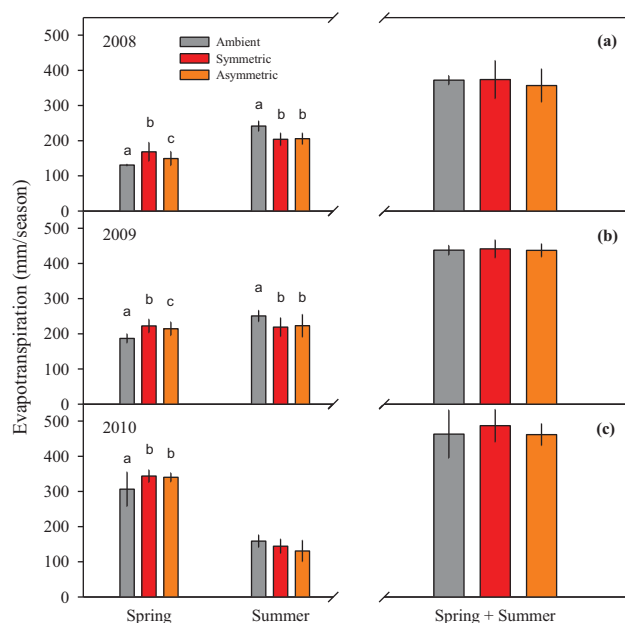 Evapotranspiration (mm/season)
2008
Ambient
Symmetric
Asymmetric
(a)
500
400
300
200
100
0
a
b
c
a
b
b
2009
(b)
500
400
300
200
100
0
a
b
c
a
b
b
2010
(c)
500
400
300
200
100
0
a
b
b
Spring
Summer
Spring + Summer